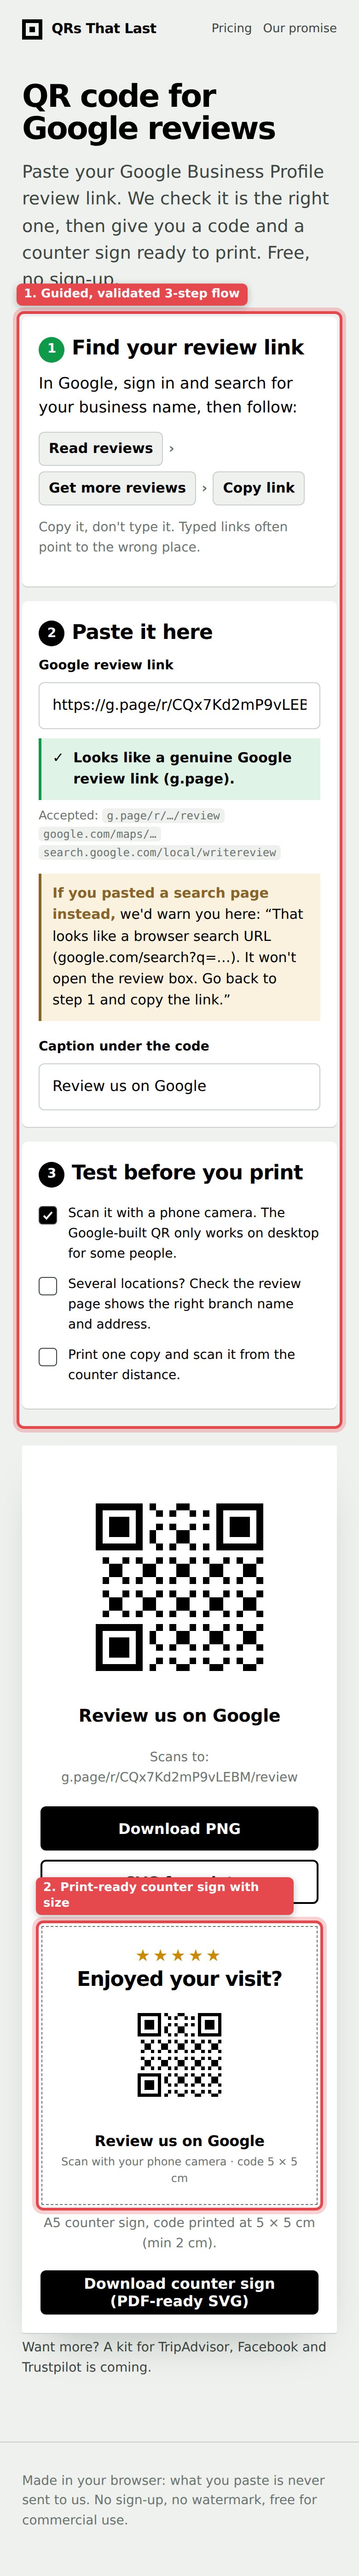 QRs That Last
Pricing Our promise
QR code for
Google reviews
Paste your Google Business Profile
review link. We check it is the right
one, then give you a code and a
counter sign ready to print. Free,
no sign-up.
1. Guided, validated 3-step flow
1 Find your review link
In Google, sign in and search for
your business name, then follow:
Read reviews ›
Get more reviews › Copy link
Copy it, don't type it. Typed links often
point to the wrong place.
2 Paste it here
Google review link
https://g.page/r/CQx7Kd2mP9vLEB
✓ Looks like a genuine Google
review link (g.page).
Accepted: g.page/r/…/review
google.com/maps/…
search.google.com/local/writereview
If you pasted a search page
instead, we'd warn you here: “That
looks like a browser search URL
(google.com/search?q=…). It won't
open the review box. Go back to
step 1 and copy the link.”
Caption under the code
Review us on Google
3 Test before you print
Scan it with a phone camera. The
Google-built QR only works on desktop
for some people.
Several locations? Check the review
page shows the right branch name
and address.
Print one copy and scan it from the
counter distance.
Review us on Google
Scans to:
g.page/r/CQx7Kd2mP9vLEBM/review
Download PNG
2. Print-ready counter sign with
size
★★★★★
Enjoyed your visit?
Review us on Google
Scan with your phone camera · code 5 × 5
cm
A5 counter sign, code printed at 5 × 5 cm
(min 2 cm).
Download counter sign
(PDF-ready SVG)
Want more? A kit for TripAdvisor, Facebook and
Trustpilot is coming.
Made in your browser: what you paste is never
sent to us. No sign-up, no watermark, free for
commercial use.